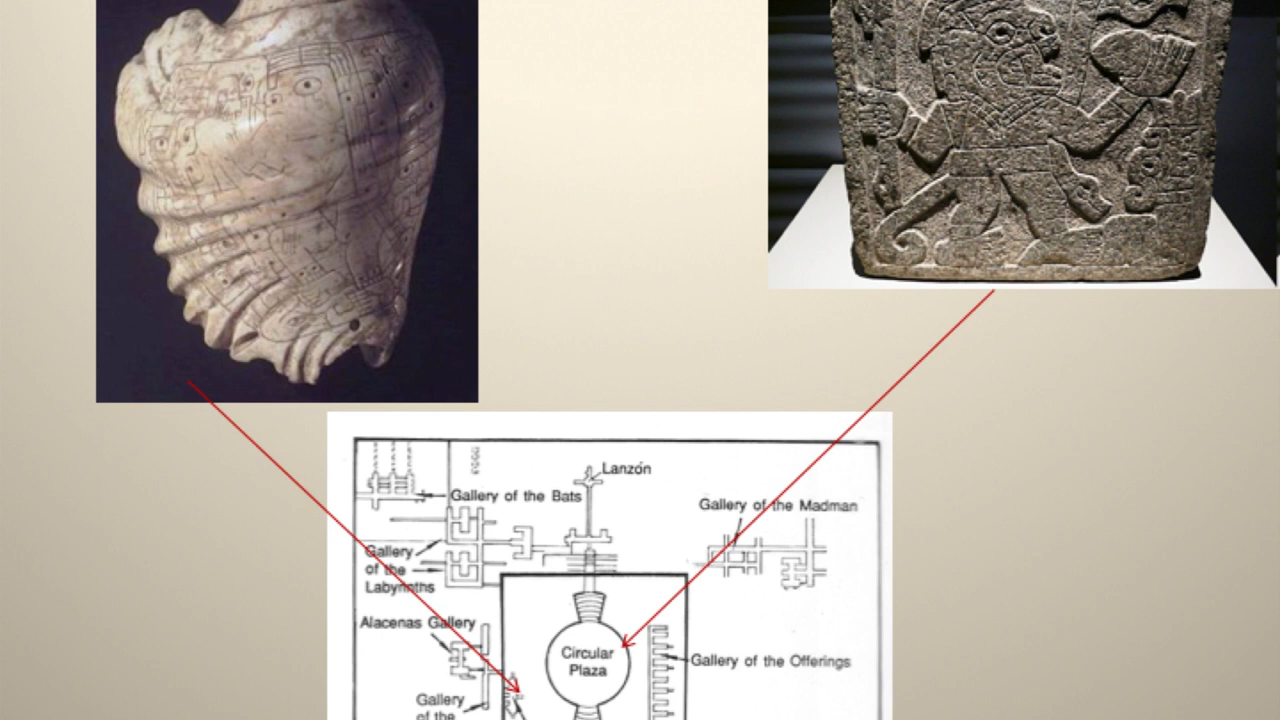 Lanzón
Gallery of the Bats
Gallery of the Madman
Gallery
of the
Labyrinths
Alacenas Gallery
Circular
Plaza
Gallery of the Offerings
Gallery
of the